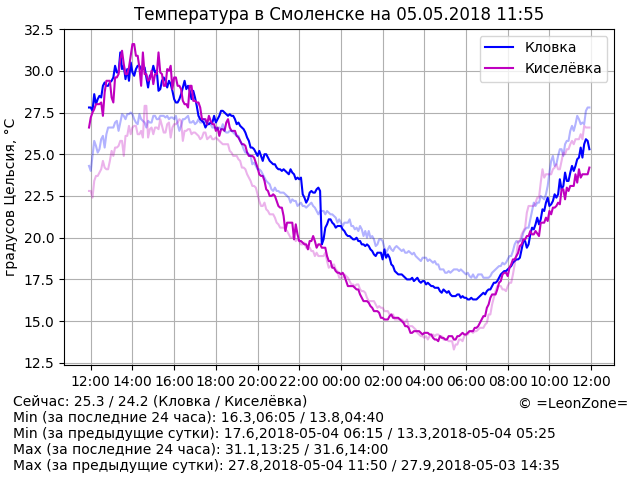 Температура в Смоленске на 05.05.2018 11:55
градусов Цельсия, °C
32.5
30.0
27.5
25.0
22.5
20.0
17.5
15.0
12.5
Кловка
Киселёвка
12:00 14:00 16:00 18:00 20:00 22:00 00:00 02:00 04:00 06:00 08:00 10:00 12:00
Сейчас: 25.3 / 24.2 (Кловка / Киселёвка)
© =LeonZone=
Min (за последние 24 часа): 16.3,06:05 / 13.8,04:40
Min (за предыдущие сутки): 17.6,2018-05-04 06:15 / 13.3,2018-05-04 05:25
Max (за последние 24 часа): 31.1,13:25 / 31.6,14:00
Max (за предыдущие сутки): 27.8,2018-05-04 11:50 / 27.9,2018-05-03 14:35